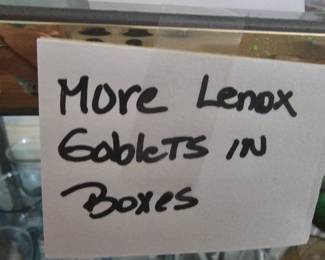 More Lenox
GobleTs IN
Boxes